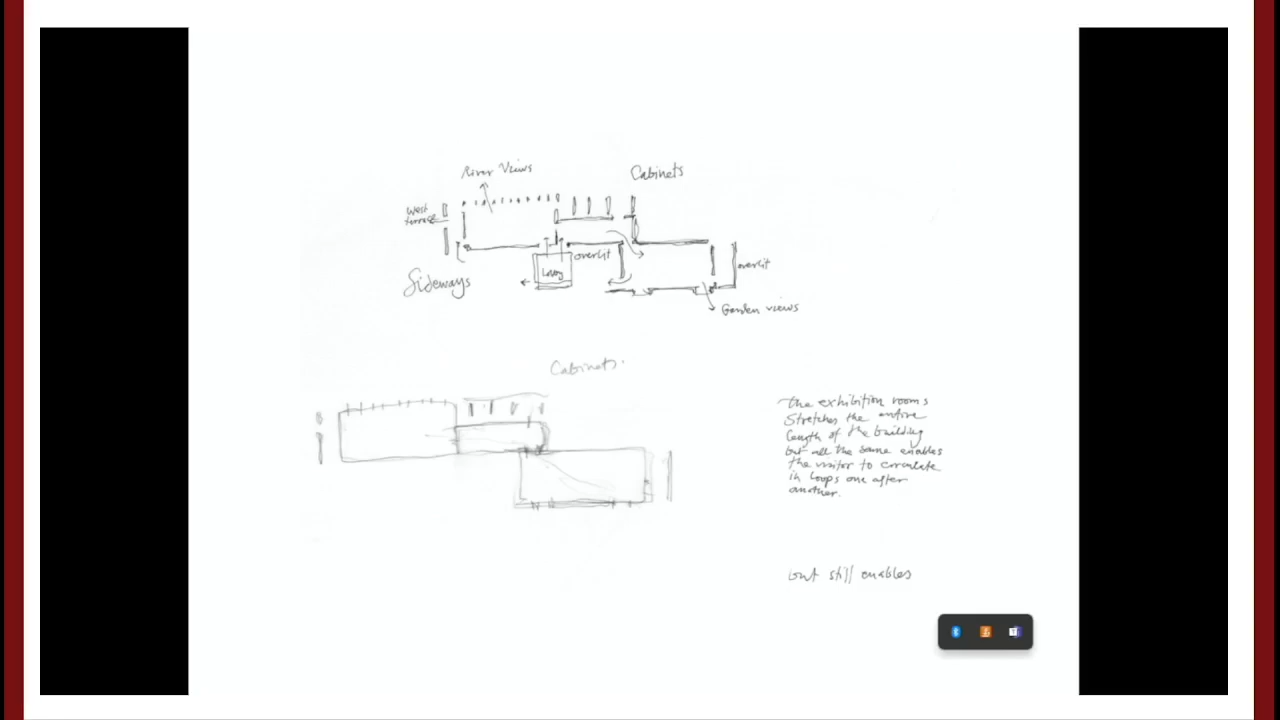 River Views
Cabinets
West
terrace
overlit
Lobby
overlit
Sideways
Garden views
Cabinets.
the exhibition rooms
Stretches the entire
length of the building
but all the same enables
the visitor to circulate
in loops one after
another.
but still enables